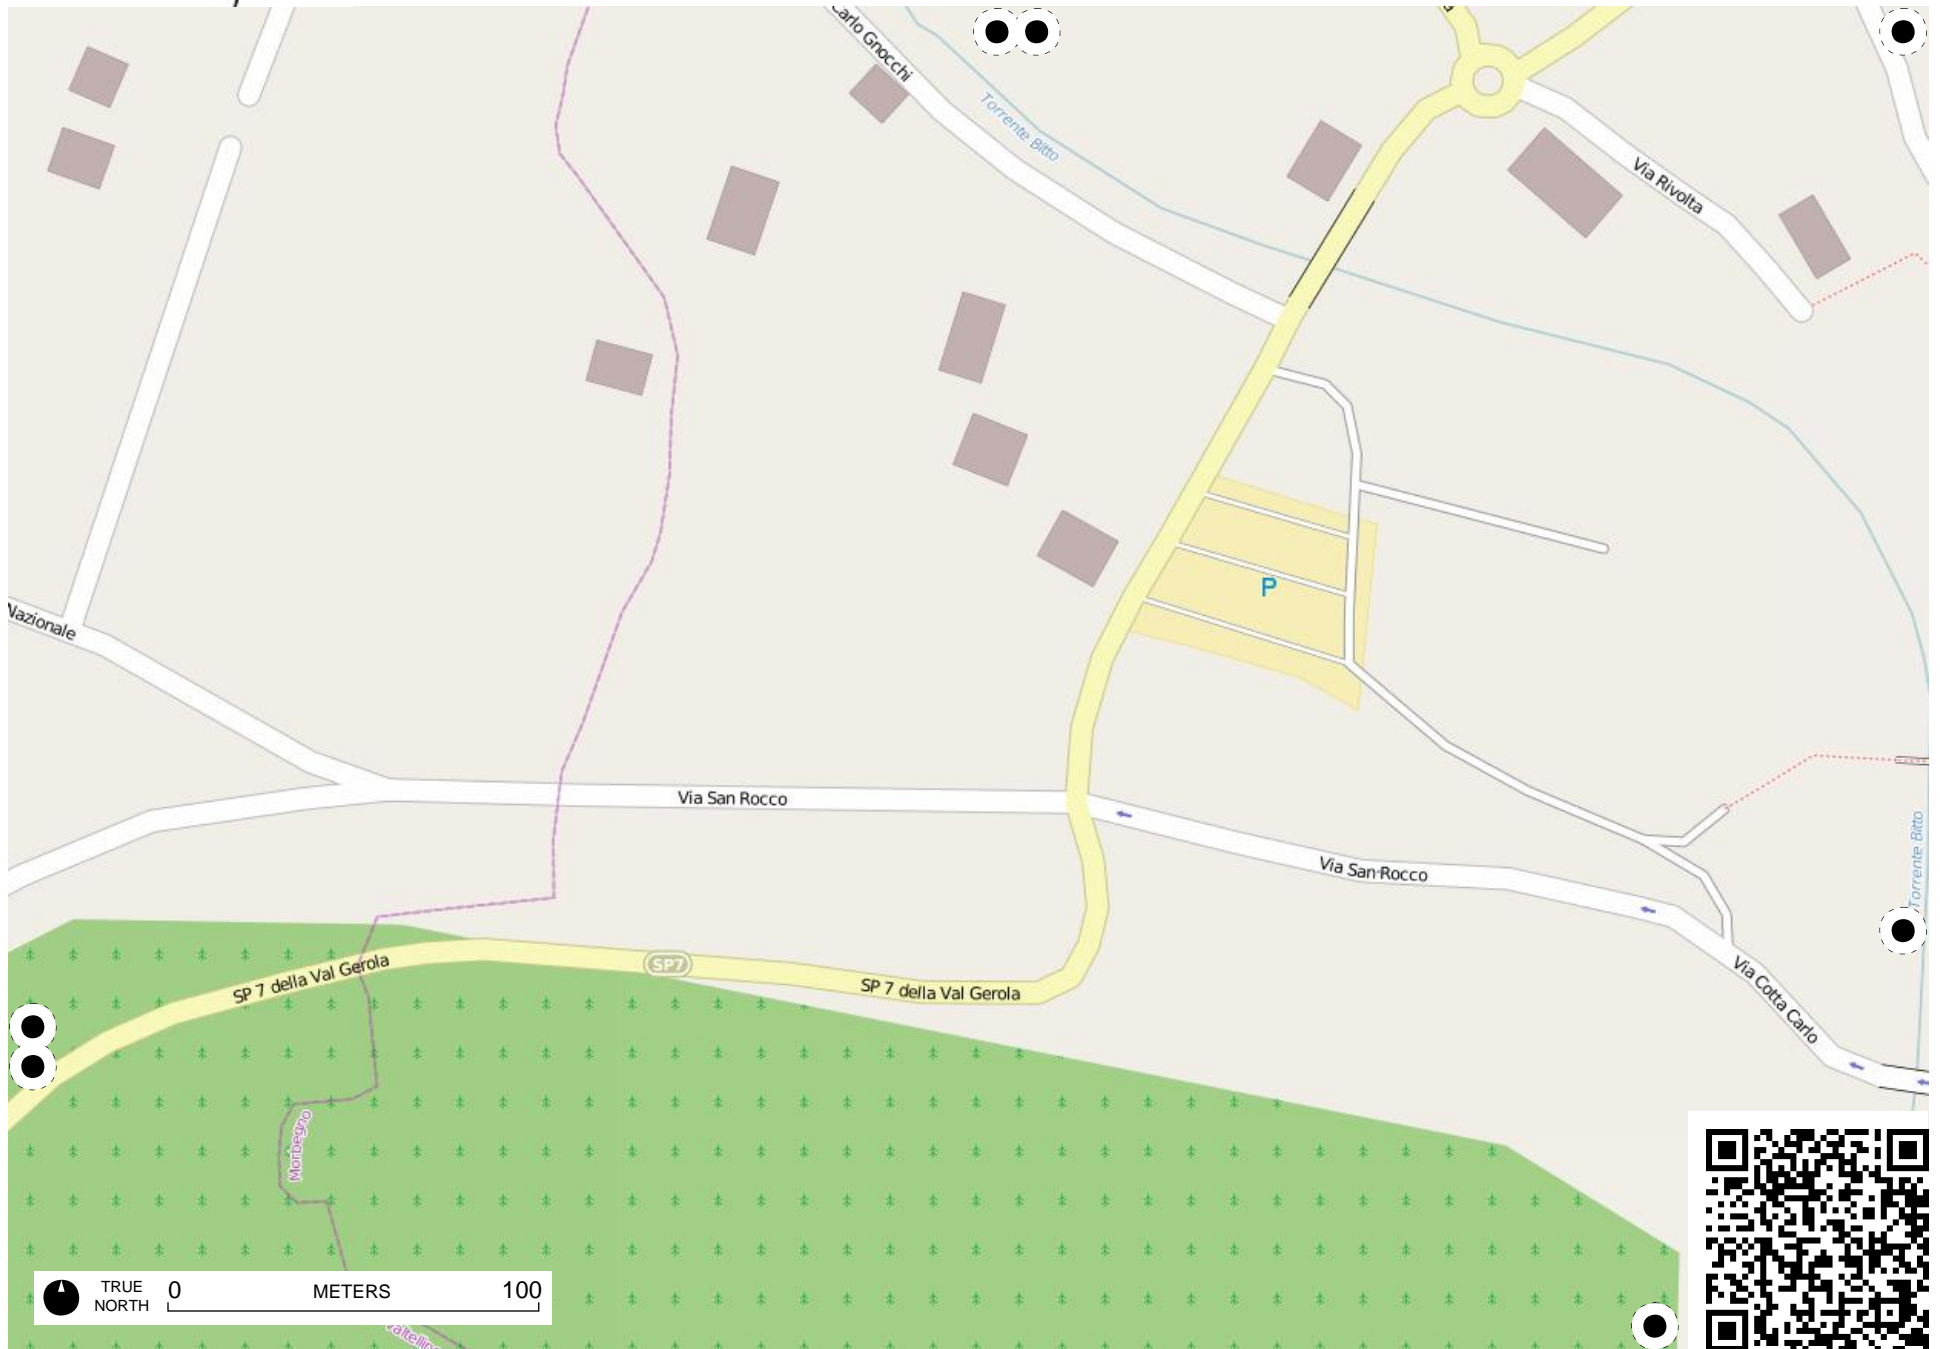 Carlo Gnocchi
Torrente Bitto
Via Rivolta
Nazionale
P
Via San Rocco
Via San Rocco
Torrente Bitto
SP 7 della Val Gerola
SP7
SP 7 della Val Gerola
Via Cotta Carlo
Morbegno
TRUE
NORTH
0 METERS 100